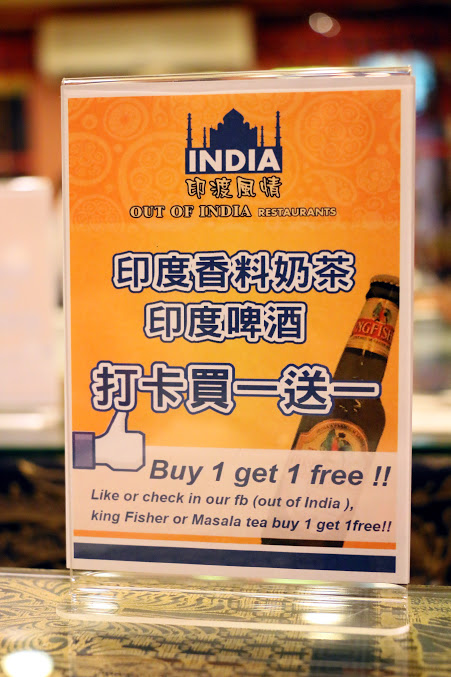 INDIA
印渡風情
OUT OF INDIA RESTAURANTS
印度香料奶茶
印度啤酒
打卡買一送一
Buy 1 get 1 free !!
Like or check in our fb (out of India ),
king Fisher or Masala tea buy 1 get 1free!!